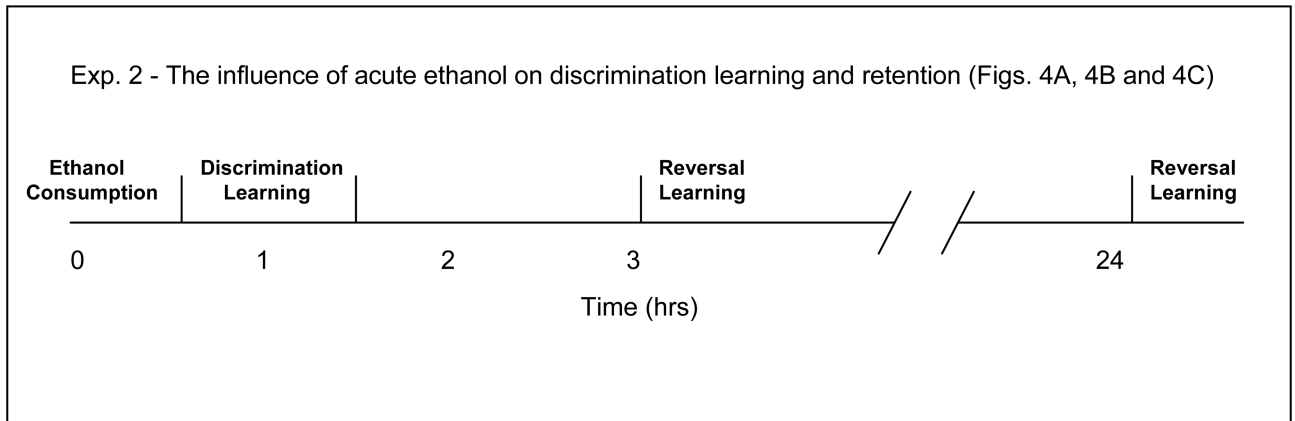 Exp. 2 - The influence of acute ethanol on discrimination learning and retention (Figs. 4A, 4B and 4C)
Ethanol
Consumption
Discrimination
Learning
Reversal
Learning
Reversal
Learning
0 1 2 3 24
Time (hrs)